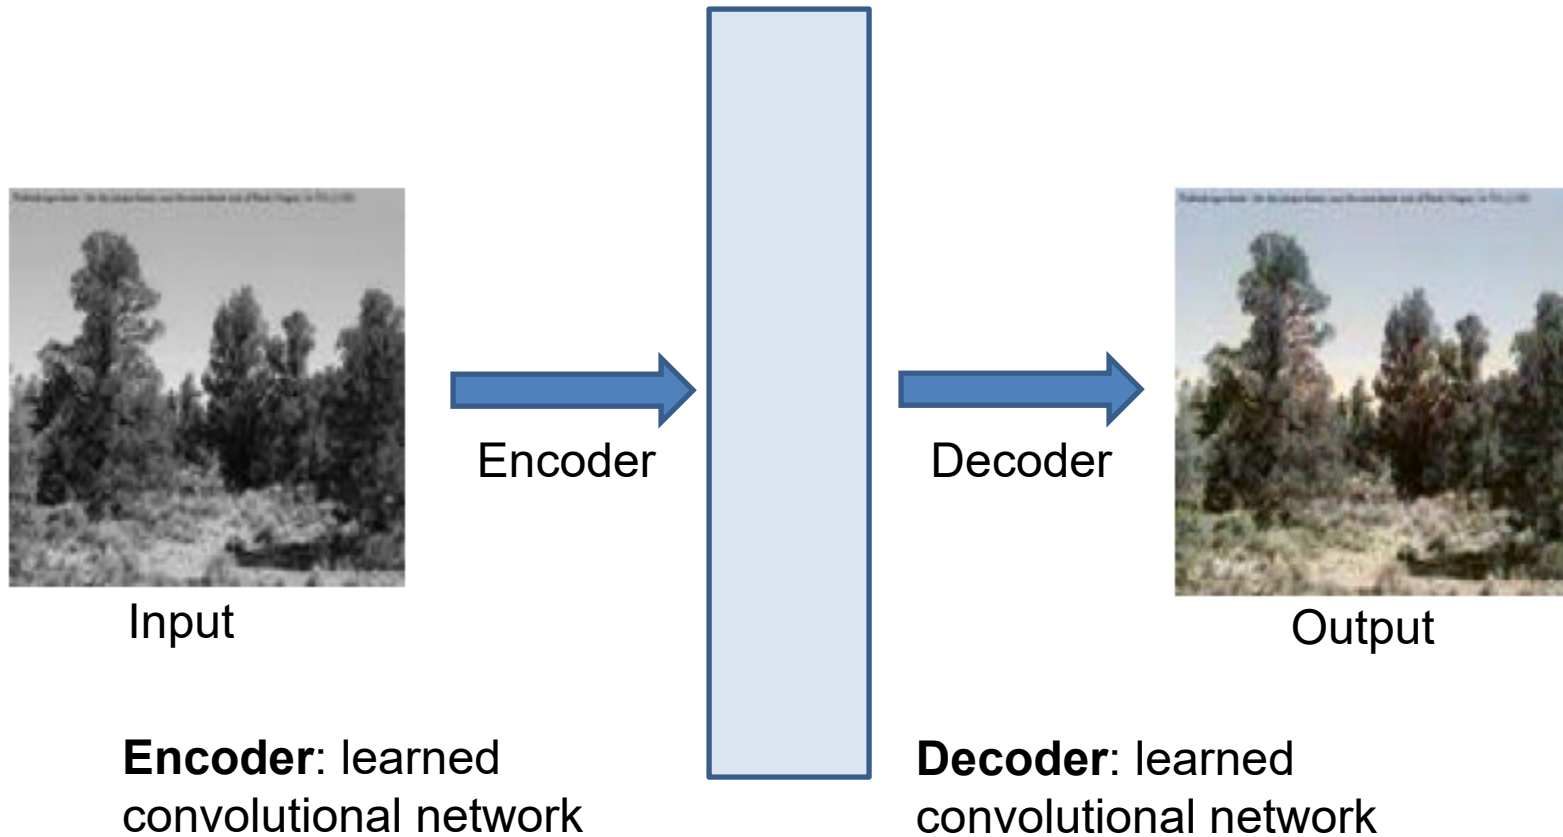 Encoder
Decoder
Input
Output
Encoder: learned
convolutional network
Decoder: learned
convolutional network